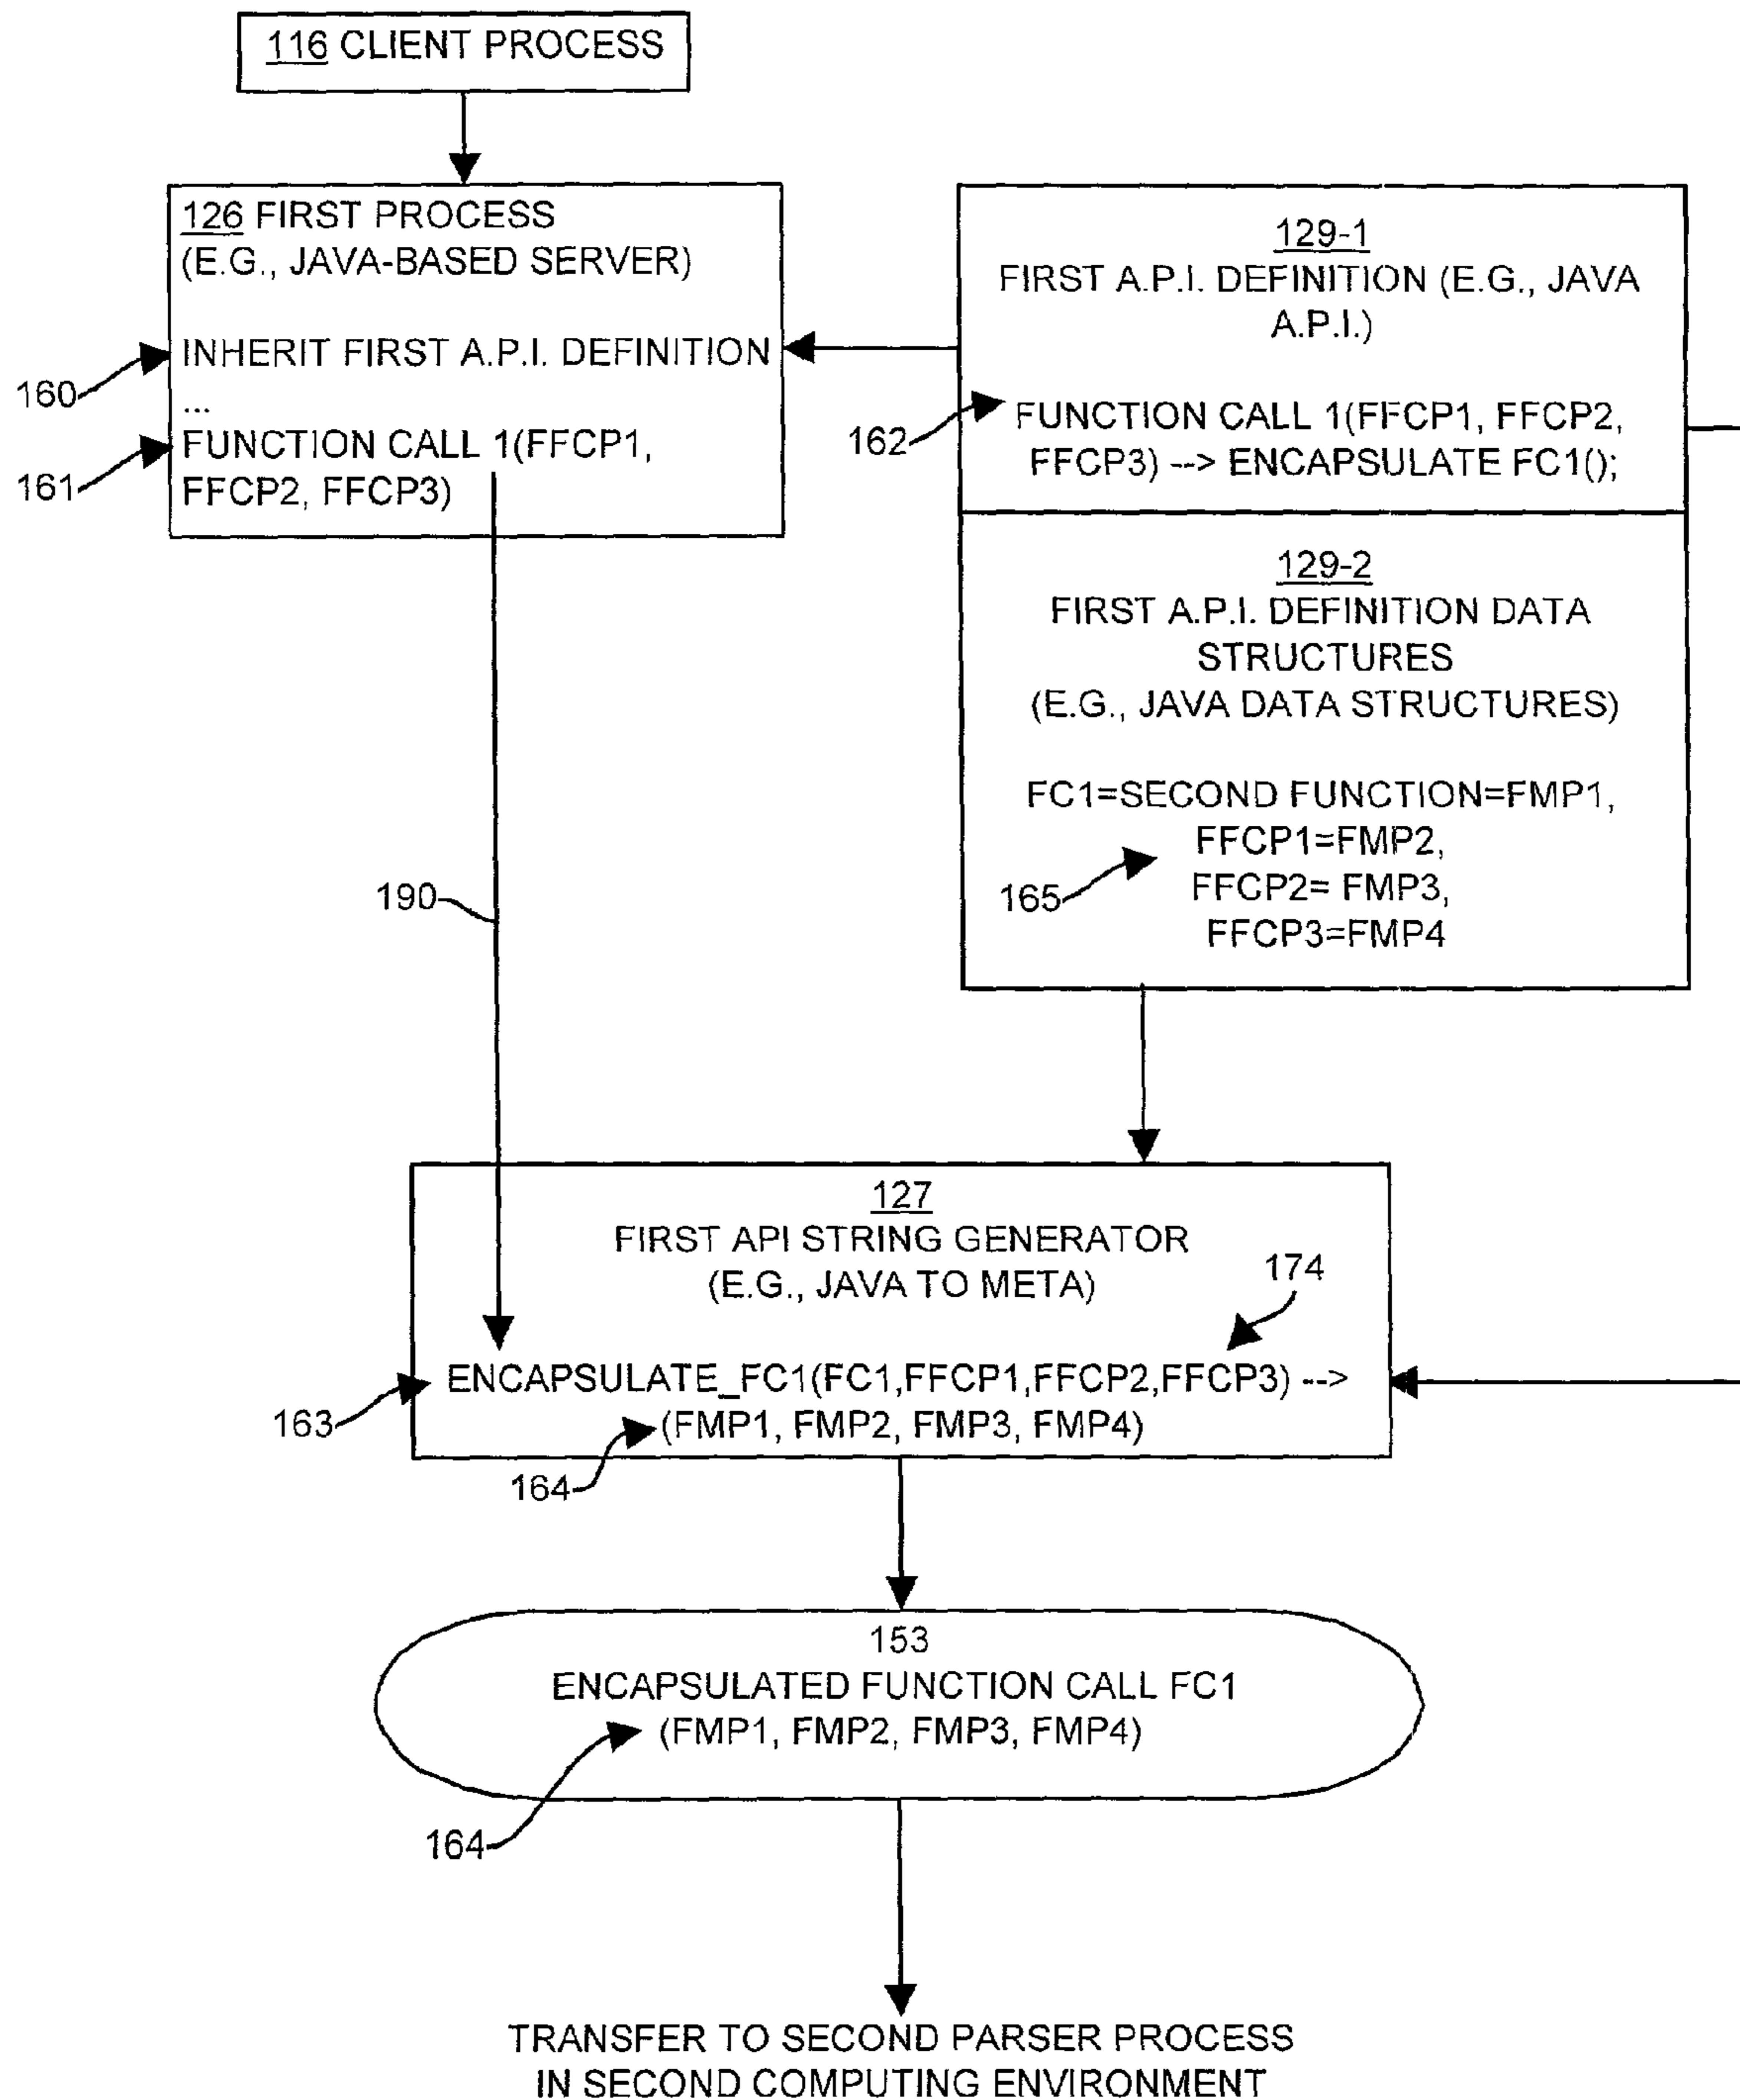 116 CLIENT PROCESS
126 FIRST PROCESS
(E.G., JAVA-BASED SERVER)
INHERIT FIRST A.P.I. DEFINITION
160
...
FUNCTION CALL 1(FFCP1,
161
FFCP2, FFCP3)
129-1
FIRST A.P.I. DEFINITION (E.G., JAVA
A.P.I.)
FUNCTION CALL 1(FFCP1, FFCP2,
162
FFCP3) --> ENCAPSULATE FC1();
129-2
FIRST A.P.I. DEFINITION DATA
STRUCTURES
(E.G., JAVA DATA STRUCTURES)
FC1=SECOND FUNCTION=FMP1,
FFCP1=FMP2,
165
FFCP2= FMP3,
FFCP3=FMP4
190
127
FIRST API STRING GENERATOR
(E.G., JAVA TO META)
174
ENCAPSULATE_FC1(FC1,FFCP1,FFCP2,FFCP3) -->
163
(FMP1, FMP2, FMP3, FMP4)
164
153
ENCAPSULATED FUNCTION CALL FC1
(FMP1, FMP2, FMP3, FMP4)
164
TRANSFER TO SECOND PARSER PROCESS
IN SECOND COMPUTING ENVIRONMENT